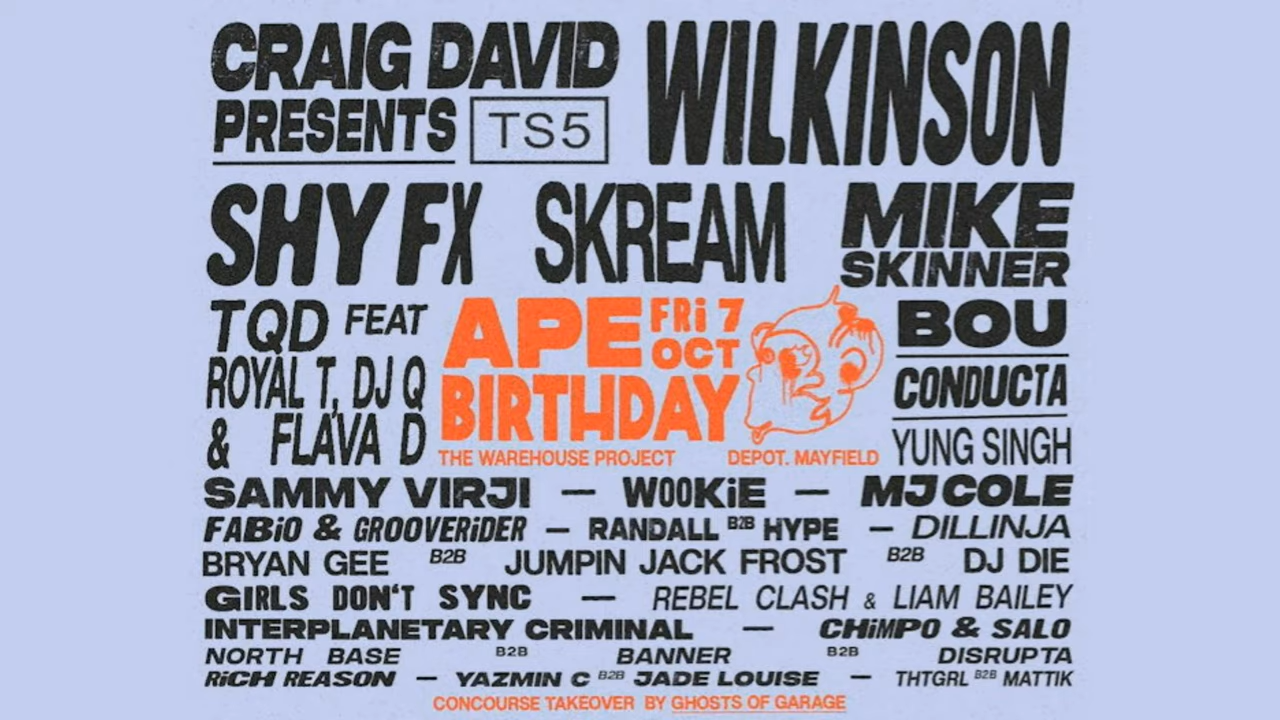 CRAIG DAVID
PRESENTS TS5
WILKINSON
SHY FX SKREAM MIKE SKINNER
TQD FEAT
ROYAL T, DJ Q
& FLAVA D
APE FRi 7 OCT
BIRTHDAY
THE WAREHOUSE PROJECT DEPOT. MAYFIELD
BOU
CONDUCTA
YUNG SINGH
SAMMY VIRJI — WOOKiE — MJ COLE
FABiO & GROOVERiDER — RANDALL B2B HYPE — DILLINJA
BRYAN GEE B2B JUMPIN JACK FROST B2B DJ DIE
GIRLS DON'T SYNC — REBEL CLASH & LIAM BAILEY
INTERPLANETARY CRIMINAL — CHiMPO & SALO
NORTH BASE B2B BANNER B2B DISRUPTA
RiCH REASON — YAZMIN C B2B JADE LOUISE — THTGRL B2B MATTIK
CONCOURSE TAKEOVER BY GHOSTS OF GARAGE